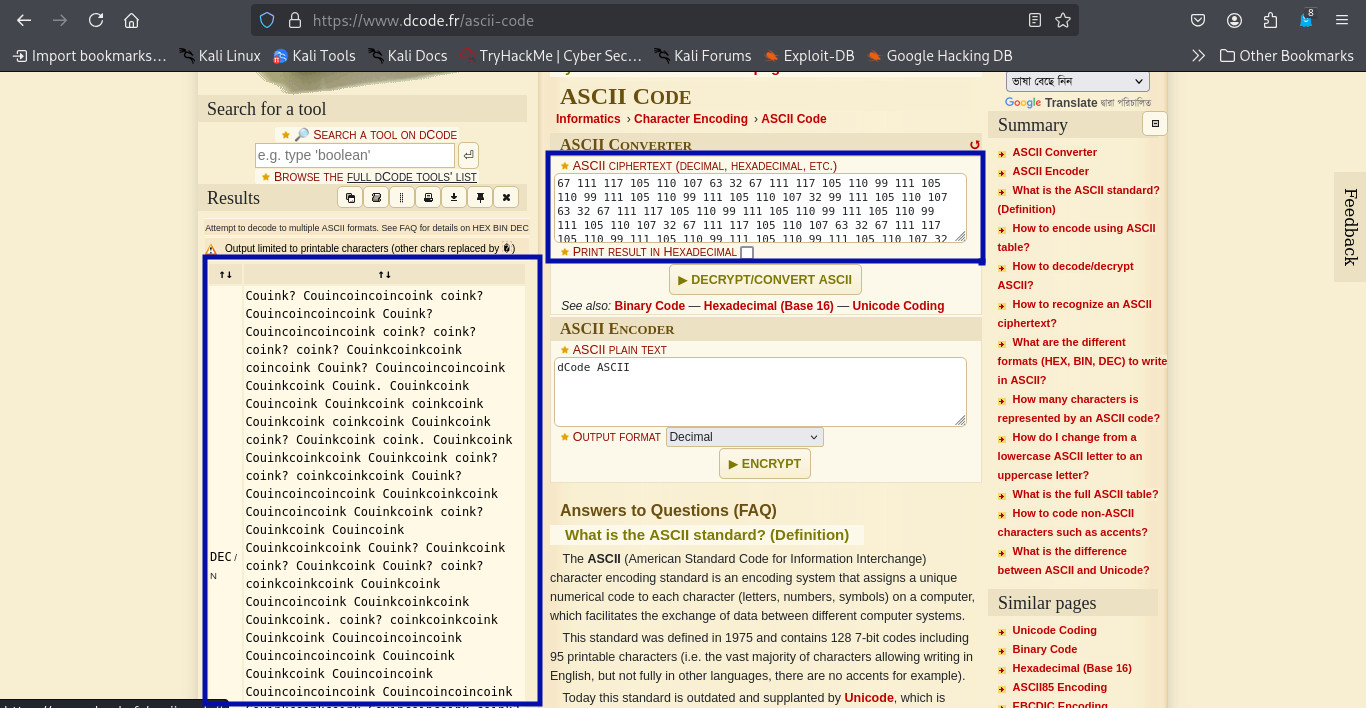 https://www.dcode.fr/ascii-code
8
Import bookmarks…
Kali Linux
Kali Tools
Kali Docs
TryHackMe | Cyber Sec…
Kali Forums
Exploit-DB
Google Hacking DB
Other Bookmarks
Search for a tool
SEARCH A TOOL ON DCODE
e.g. type 'boolean'
BROWSE THE FULL DCODE TOOLS' LIST
Results
Attempt to decode to multiple ASCII formats. See FAQ for details on HEX BIN DEC
Output limited to printable characters (other chars replaced by �)
↑↓ ↑↓
DEC /
N
Couink? Couincoincoincoink coink?
Couincoincoincoink Couink?
Couincoincoincoink coink? coink?
coink? coink? Couinkcoinkcoink
coincoink Couink? Couincoincoincoink
Couinkcoink Couink. Couinkcoink
Couincoink Couinkcoink coinkcoink
Couinkcoink coinkcoink Couinkcoink
coink? Couinkcoink coink. Couinkcoink
Couinkcoinkcoink Couinkcoink coink?
coink? coinkcoinkcoink Couink?
Couincoincoincoink Couinkcoinkcoink
Couincoincoink Couinkcoink coink?
Couinkcoink Couincoink
Couinkcoinkcoink Couink? Couinkcoink
coink? Couinkcoink Couink? coink?
coinkcoinkcoink Couinkcoink
Couincoincoink Couinkcoinkcoink
Couinkcoink. coink? coinkcoinkcoink
Couinkcoink Couincoincoincoink
Couincoincoincoink Couincoink
Couinkcoink Couincoincoink
Couincoincoincoink Couincoincoincoink
ASCII CODE
Informatics › Character Encoding › ASCII Code
ASCII CONVERTER
ASCII CIPHERTEXT (DECIMAL, HEXADECIMAL, ETC.)
67 111 117 105 110 107 63 32 67 111 117 105 110 99 111 105
110 99 111 105 110 99 111 105 110 107 32 99 111 105 110 107
63 32 67 111 117 105 110 99 111 105 110 99 111 105 110 99
111 105 110 107 32 67 111 117 105 110 107 63 32 67 111 117
105 110 99 111 105 110 99 111 105 110 99 111 105 110 107 32
PRINT RESULT IN HEXADECIMAL
▶ DECRYPT/CONVERT ASCII
See also: Binary Code — Hexadecimal (Base 16) — Unicode Coding
ASCII ENCODER
ASCII PLAIN TEXT
dCode ASCII
OUTPUT FORMAT Decimal
▶ ENCRYPT
Answers to Questions (FAQ)
What is the ASCII standard? (Definition)
The ASCII (American Standard Code for Information Interchange)
character encoding standard is an encoding system that assigns a unique
numerical code to each character (letters, numbers, symbols) on a computer,
which facilitates the exchange of data between different computer systems.
This standard was defined in 1975 and contains 128 7-bit codes including
95 printable characters (i.e. the vast majority of characters allowing writing in
English, but not fully in other languages, there are no accents for example).
Today this standard is outdated and supplanted by Unicode, which is
ভাষা বেছে নিন
Google Translate দ্বারা পরিচালিত
Summary
ASCII Converter
ASCII Encoder
What is the ASCII standard?
(Definition)
How to encode using ASCII
table?
How to decode/decrypt
ASCII?
How to recognize an ASCII
ciphertext?
What are the different
formats (HEX, BIN, DEC) to write
in ASCII?
How many characters is
represented by an ASCII code?
How do I change from a
lowercase ASCII letter to an
uppercase letter?
What is the full ASCII table?
How to code non-ASCII
characters such as accents?
What is the difference
between ASCII and Unicode?
Similar pages
Unicode Coding
Binary Code
Hexadecimal (Base 16)
ASCII85 Encoding
EBCDIC Encoding
Feedback